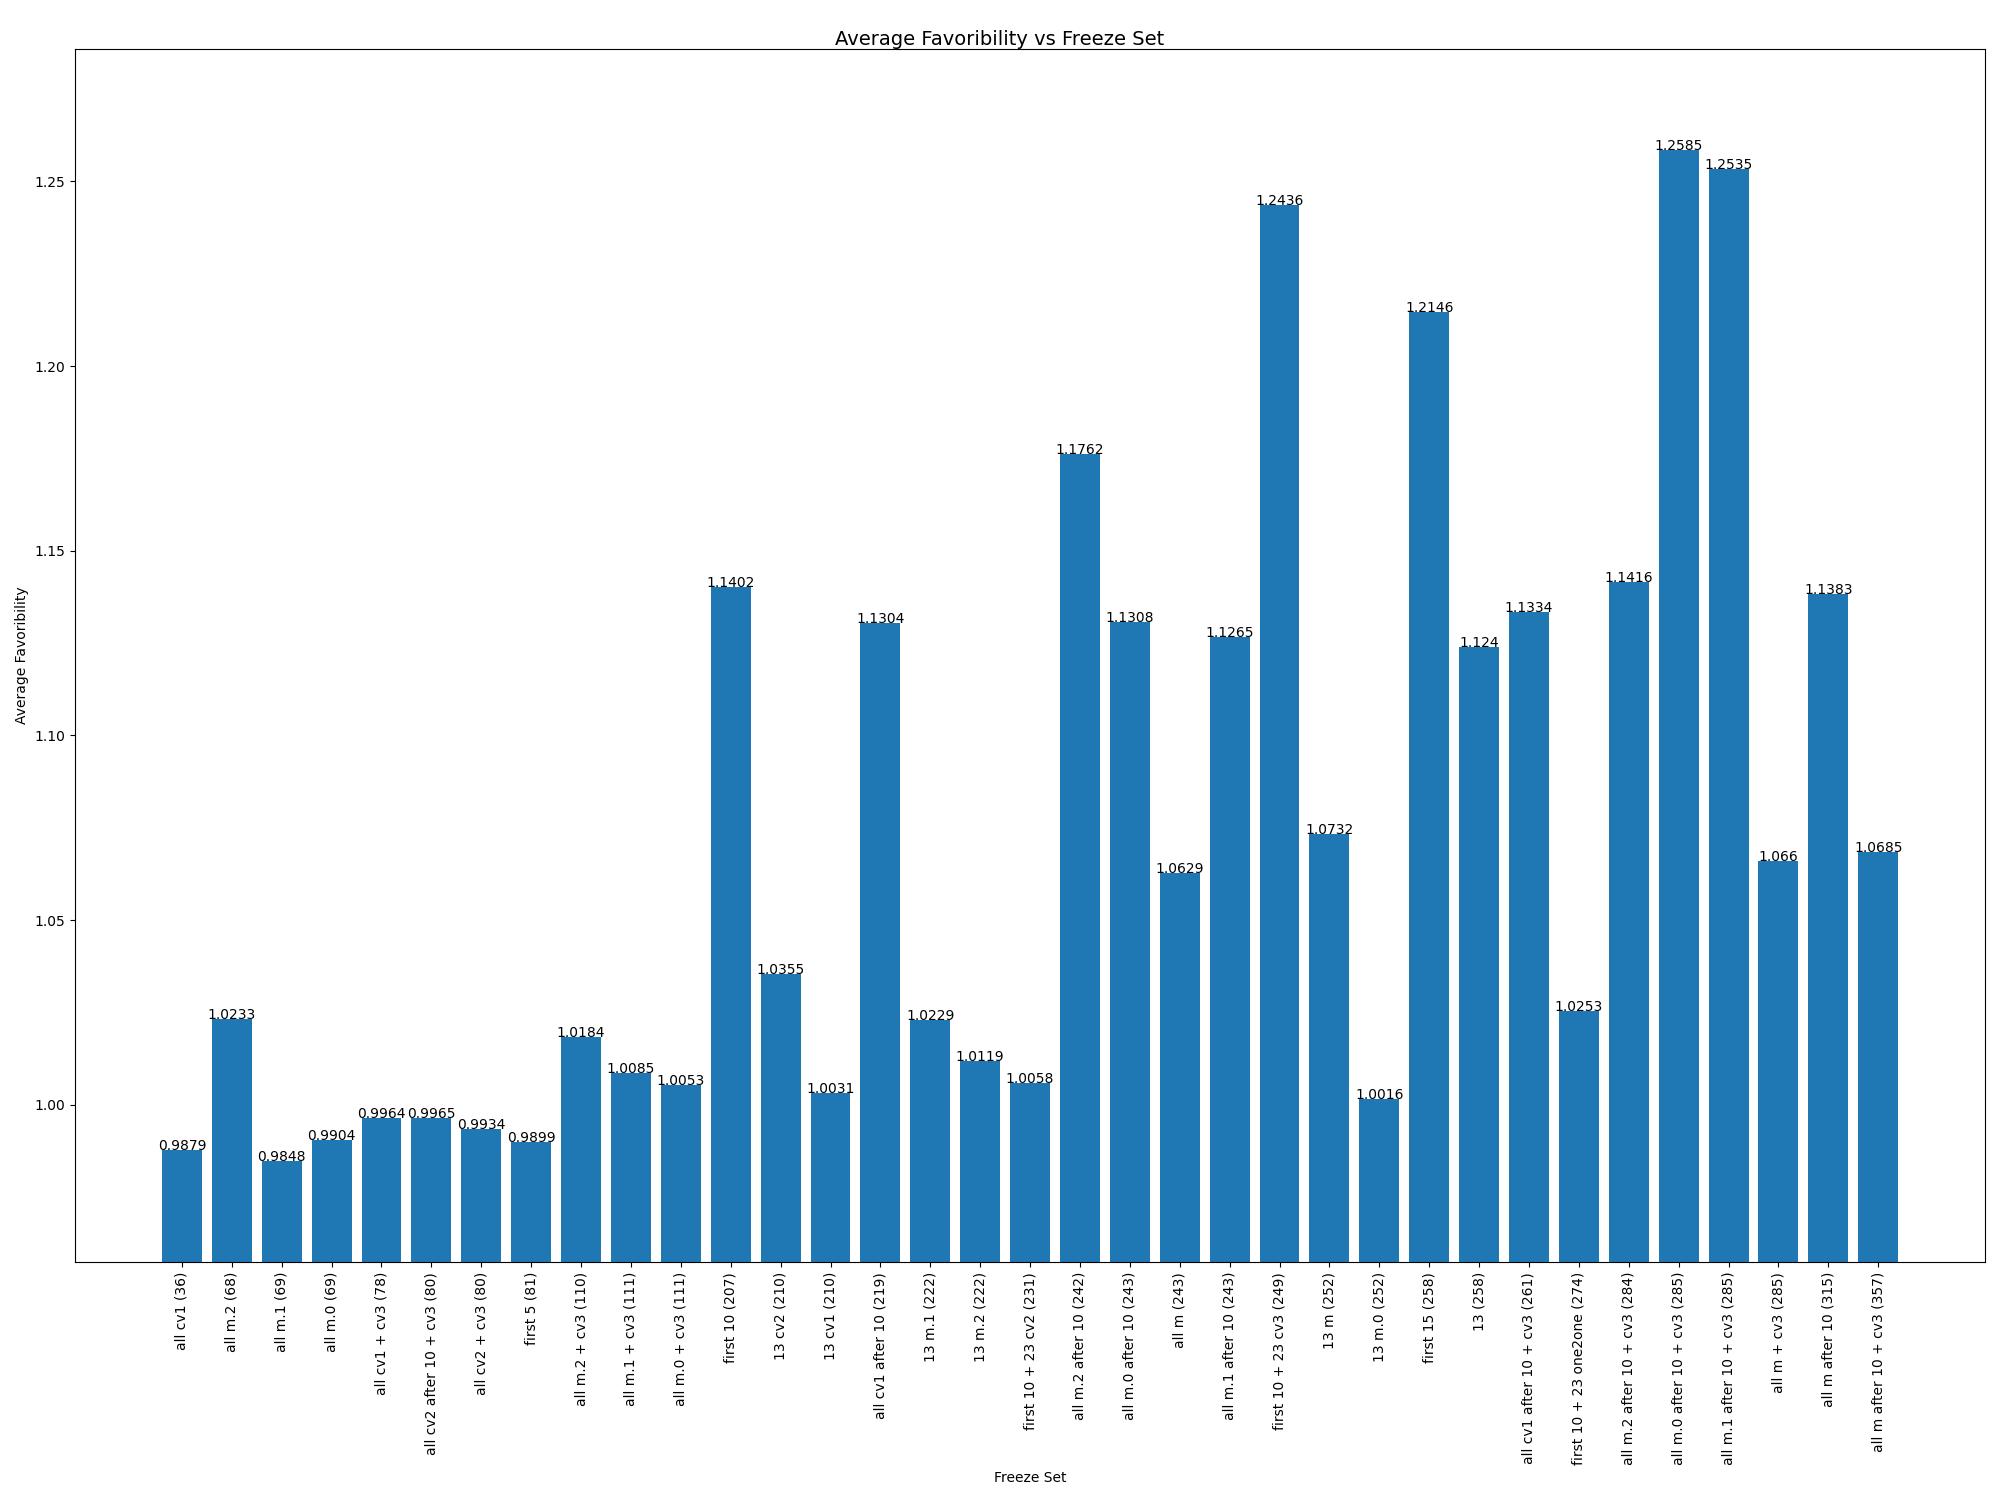 Average Favoribility vs Freeze Set
Average Favoribility
1.25
1.20
1.15
1.10
1.05
1.00
0.9879
1.0233
0.9848
0.9904
0.9964
0.9965
0.9934
0.9899
1.0184
1.0085
1.0053
1.1402
1.0355
1.0031
1.1304
1.0229
1.0119
1.0058
1.1762
1.1308
1.0629
1.1265
1.2436
1.0732
1.0016
1.2146
1.124
1.1334
1.0253
1.1416
1.2585
1.2535
1.066
1.1383
1.0685
all cv1 (36)
all m.2 (68)
all m.1 (69)
all m.0 (69)
all cv1 + cv3 (78)
all cv2 after 10 + cv3 (80)
all cv2 + cv3 (80)
first 5 (81)
all m.2 + cv3 (110)
all m.1 + cv3 (111)
all m.0 + cv3 (111)
first 10 (207)
13 cv2 (210)
13 cv1 (210)
all cv1 after 10 (219)
13 m.1 (222)
13 m.2 (222)
first 10 + 23 cv2 (231)
all m.2 after 10 (242)
all m.0 after 10 (243)
all m (243)
all m.1 after 10 (243)
first 10 + 23 cv3 (249)
13 m (252)
13 m.0 (252)
first 15 (258)
13 (258)
all cv1 after 10 + cv3 (261)
first 10 + 23 one2one (274)
all m.2 after 10 + cv3 (284)
all m.0 after 10 + cv3 (285)
all m.1 after 10 + cv3 (285)
all m + cv3 (285)
all m after 10 (315)
all m after 10 + cv3 (357)
Freeze Set